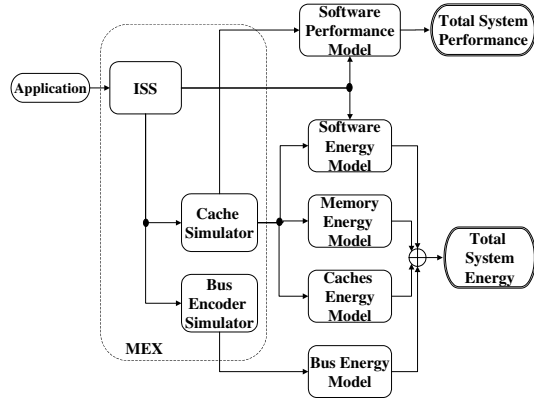 Software
Performance
Model
Total System
Performance
Application
ISS
Software
Energy
Model
Cache
Simulator
Memory
Energy
Model
Total
System
Energy
Bus
Encoder
Simulator
Caches
Energy
Model
MEX
Bus Energy
Model